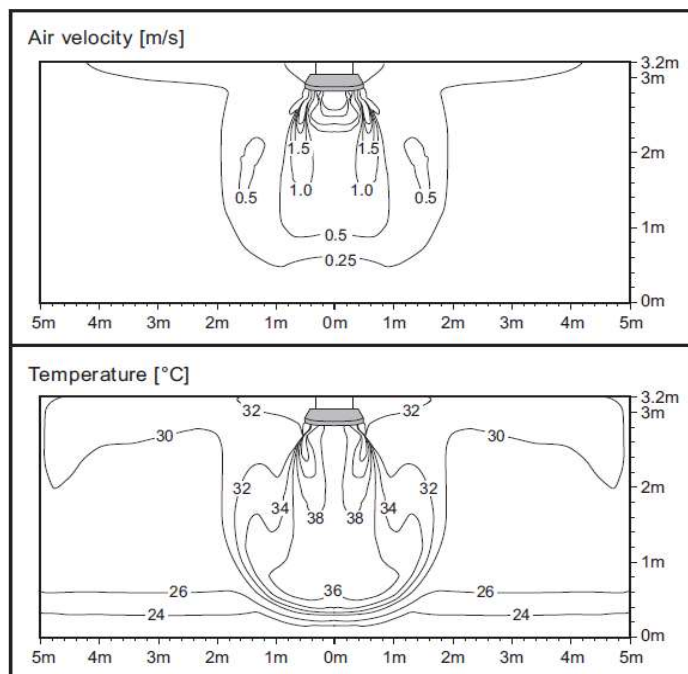 Air velocity [m/s]
3.2m
3m
1.5 1.5
2m
1.0 1.0
0.5 0.5
1m
0.5
0.25
0m
5m 4m 3m 2m 1m 0m 1m 2m 3m 4m 5m
Temperature [°C]
3.2m
32 32
3m
30 30
32 32
2m
34 34
38 38
1m
36
26 26
24 24
0m
5m 4m 3m 2m 1m 0m 1m 2m 3m 4m 5m